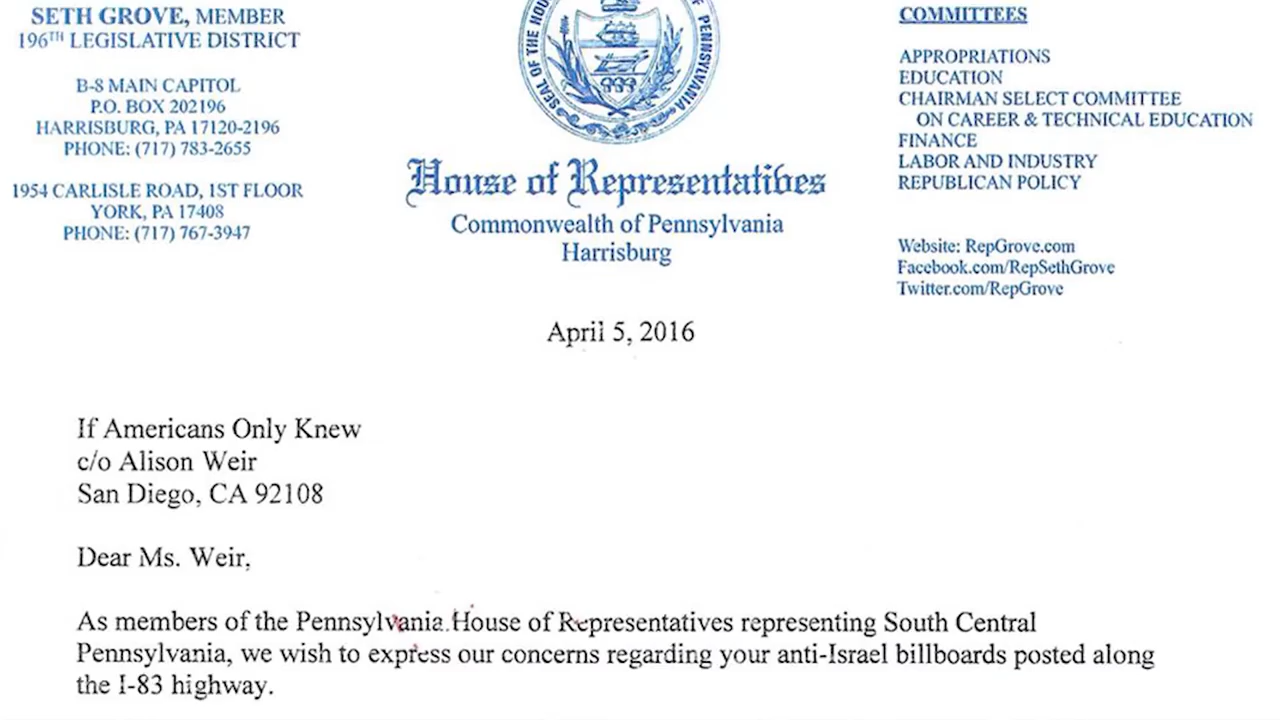 SETH GROVE, MEMBER
196TH LEGISLATIVE DISTRICT
B-8 MAIN CAPITOL
P.O. BOX 202196
HARRISBURG, PA 17120-2196
PHONE: (717) 783-2655
1954 CARLISLE ROAD, 1ST FLOOR
YORK, PA 17408
PHONE: (717) 767-3947
SEAL OF THE HOU
F PENNSYLVANIA
House of Representatives
Commonwealth of Pennsylvania
Harrisburg
COMMITTEES
APPROPRIATIONS
EDUCATION
CHAIRMAN SELECT COMMITTEE
ON CAREER & TECHNICAL EDUCATION
FINANCE
LABOR AND INDUSTRY
REPUBLICAN POLICY
Website: RepGrove.com
Facebook.com/RepSethGrove
Twitter.com/RepGrove
April 5, 2016
If Americans Only Knew
c/o Alison Weir
San Diego, CA 92108
Dear Ms. Weir,
As members of the Pennsylvania House of Representatives representing South Central
Pennsylvania, we wish to express our concerns regarding your anti-Israel billboards posted along
the I-83 highway.